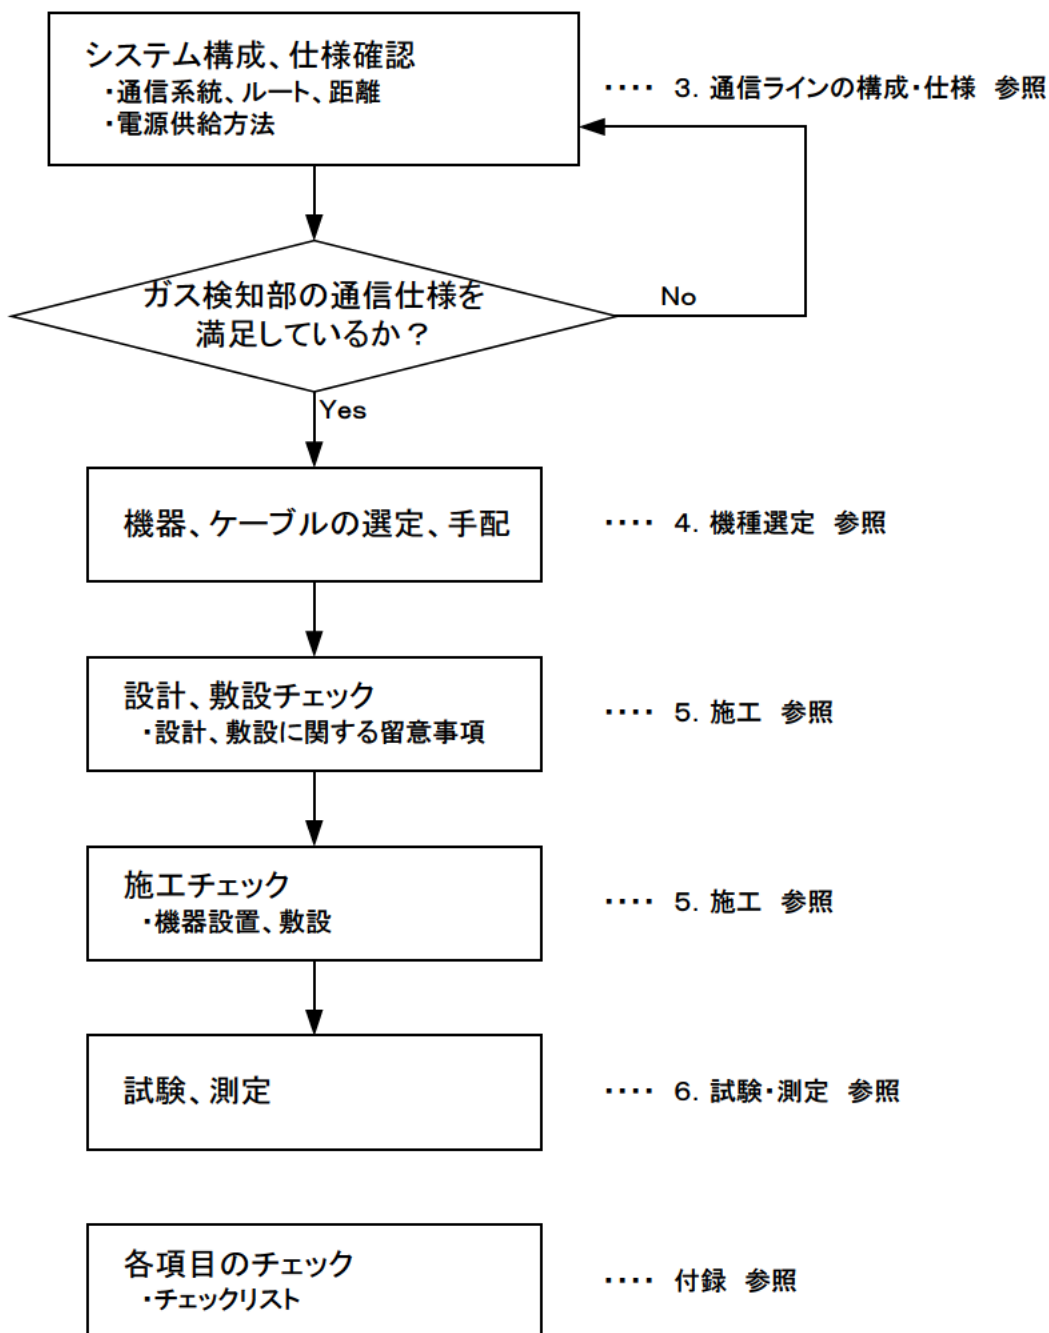 システム構成、仕様確認
・通信系統、ルート、距離
・電源供給方法
････ 3．通信ラインの構成・仕様　参照
ガス検知部の通信仕様を
満足しているか？
No
Yes
機器、ケーブルの選定、手配
････ 4．機種選定　参照
設計、敷設チェック
・設計、敷設に関する留意事項
････ 5．施工　参照
施工チェック
・機器設置、敷設
････ 5．施工　参照
試験、測定
････ 6．試験・測定　参照
各項目のチェック
・チェックリスト
････ 付録　参照